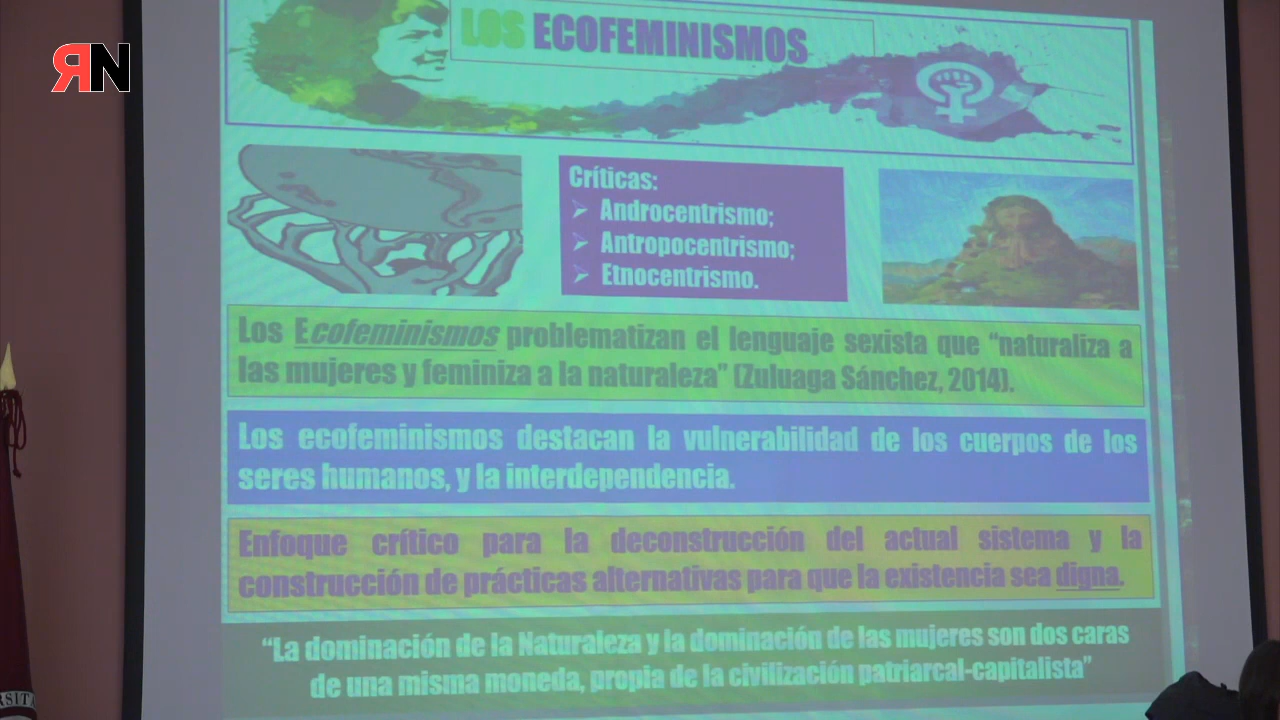 ЯN
LOS ECOFEMINISMOS
Críticas:
➢ Androcentrismo;
➢ Antropocentrismo;
➢ Etnocentrismo.
Los Ecofeminismos problematizan el lenguaje sexista que “naturaliza a
las mujeres y feminiza a la naturaleza” (Zuluaga Sánchez, 2014).
Los ecofeminismos destacan la vulnerabilidad de los cuerpos de los
seres humanos, y la interdependencia.
Enfoque crítico para la deconstrucción del actual sistema y la
construcción de prácticas alternativas para que la existencia sea digna.
“La dominación de la Naturaleza y la dominación de las mujeres son dos caras
de una misma moneda, propia de la civilización patriarcal-capitalista”